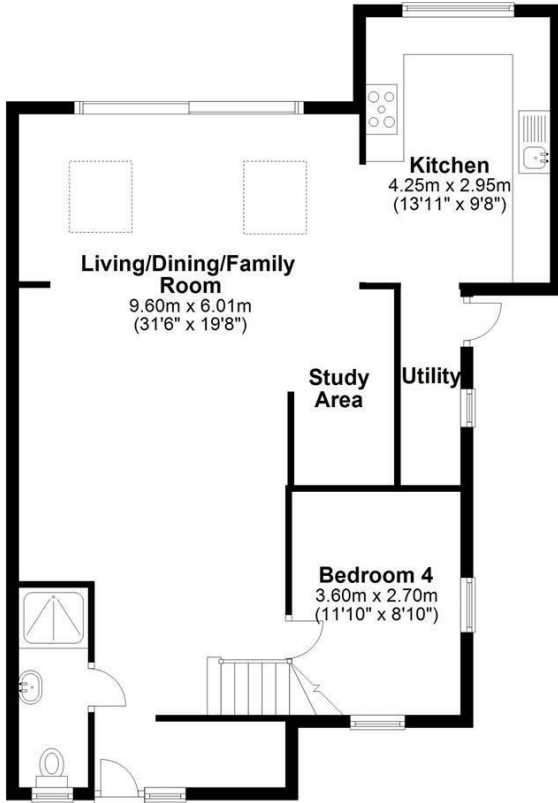 Kitchen
4.25m x 2.95m
(13'11" x 9'8")
Living/Dining/Family
Room
9.60m x 6.01m
(31'6" x 19'8")
Study
Area
Utility
Bedroom 4
3.60m x 2.70m
(11'10" x 8'10")